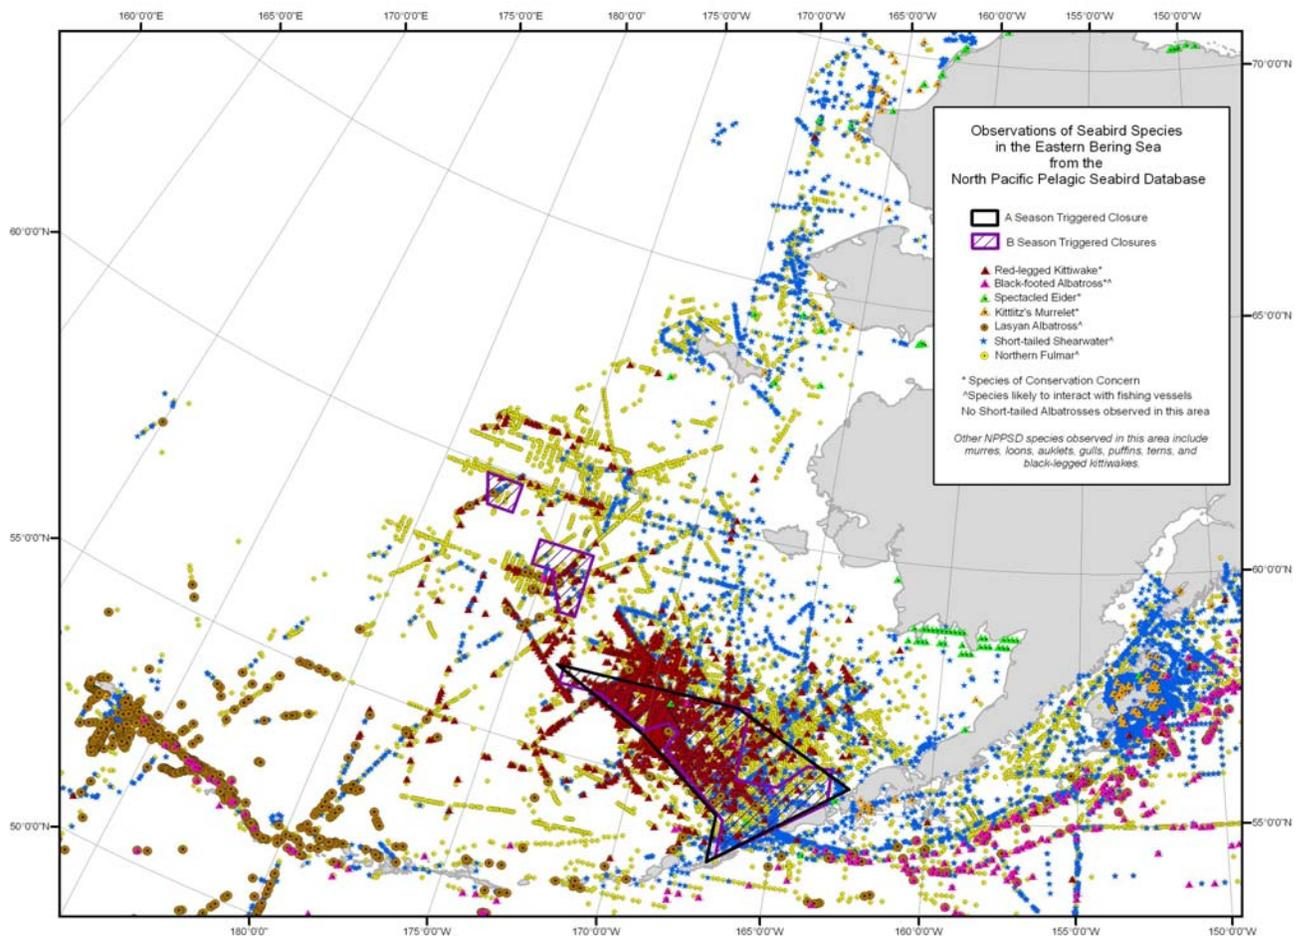 160°0'0"E 165°0'0"E 170°0'0"E 175°0'0"E 180°0'0" 175°0'0"W 170°0'0"W 165°0'0"W 160°0'0"W 155°0'0"W 150°0'0"W
70°0'0"N
Observations of Seabird Species
in the Eastern Bering Sea
from the
North Pacific Pelagic Seabird Database
A Season Triggered Closure
B Season Triggered Closures
60°0'0"N
Red-legged Kittiwake*
Black-footed Albatross*^
Spectacled Eider*
Kittlitz's Murrelet*
Lasyan Albatross^
Short-tailed Shearwater^
Northern Fulmar^
65°0'0"N
* Species of Conservation Concern
^Species likely to interact with fishing vessels
No Short-tailed Albatrosses observed in this area
Other NPPSD species observed in this area include
murres, loons, auklets, gulls, puffins, terns, and
black-legged kittiwakes.
55°0'0"N
60°0'0"N
50°0'0"N
55°0'0"N
180°0'0" 175°0'0"W 170°0'0"W 165°0'0"W 160°0'0"W 155°0'0"W 150°0'0"W